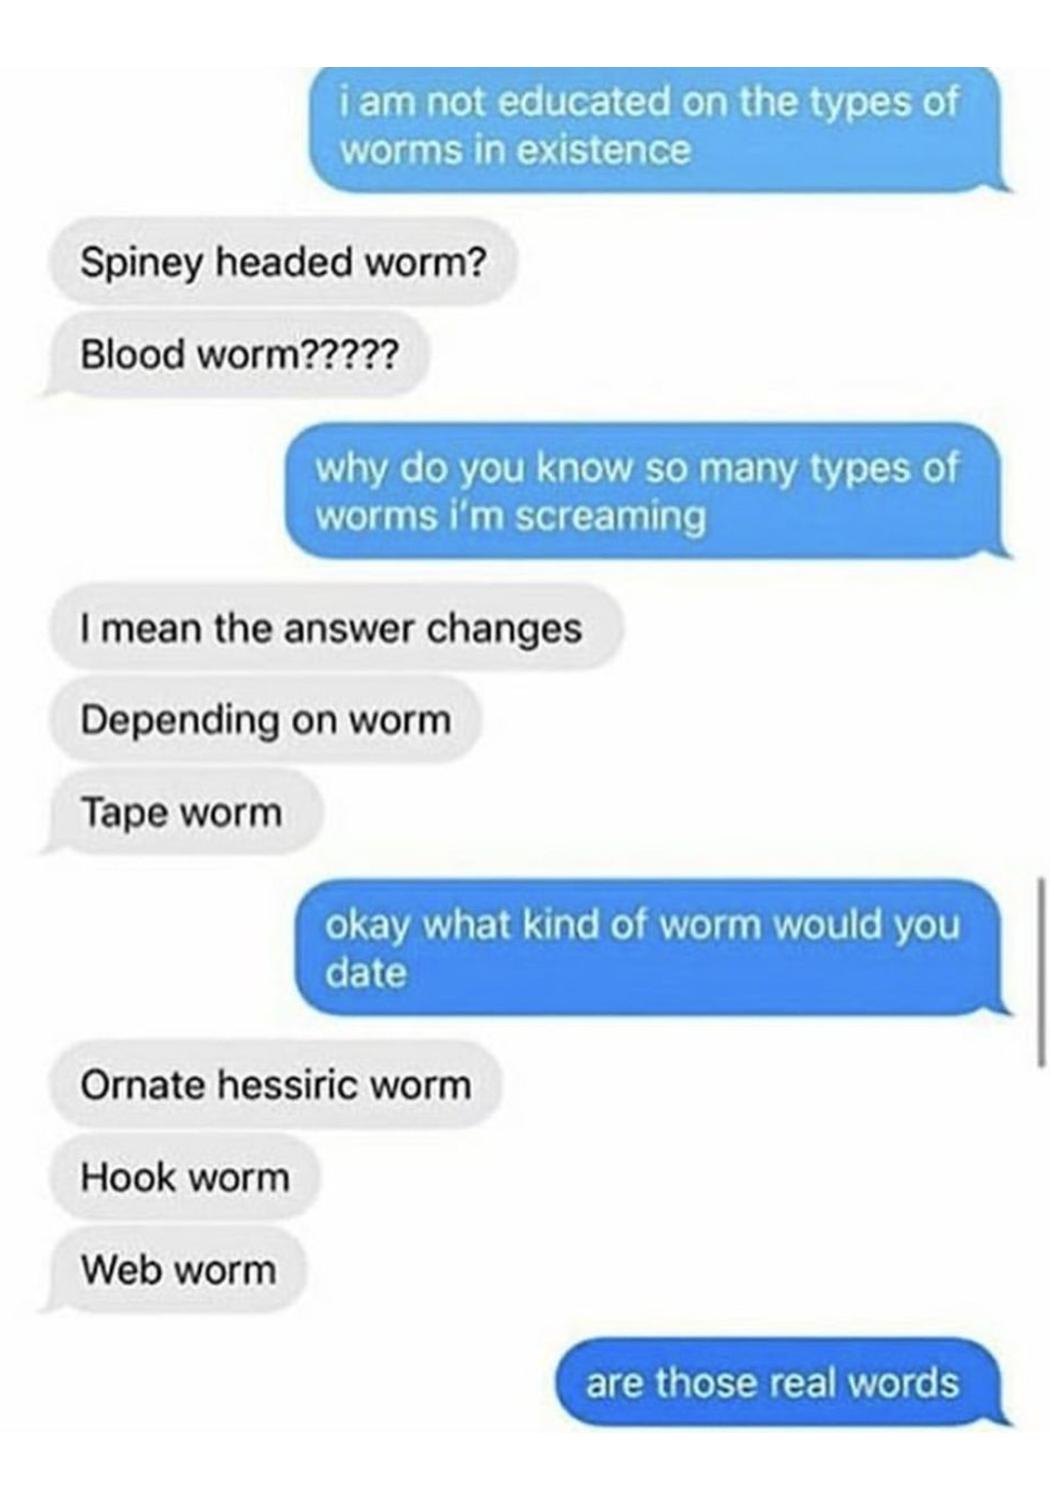 i am not educated on the types of
worms in existence
Spiney headed worm?
Blood worm?????
why do you know so many types of
worms i'm screaming
I mean the answer changes
Depending on worm
Tape worm
okay what kind of worm would you
date
Ornate hessiric worm
Hook worm
Web worm
are those real words